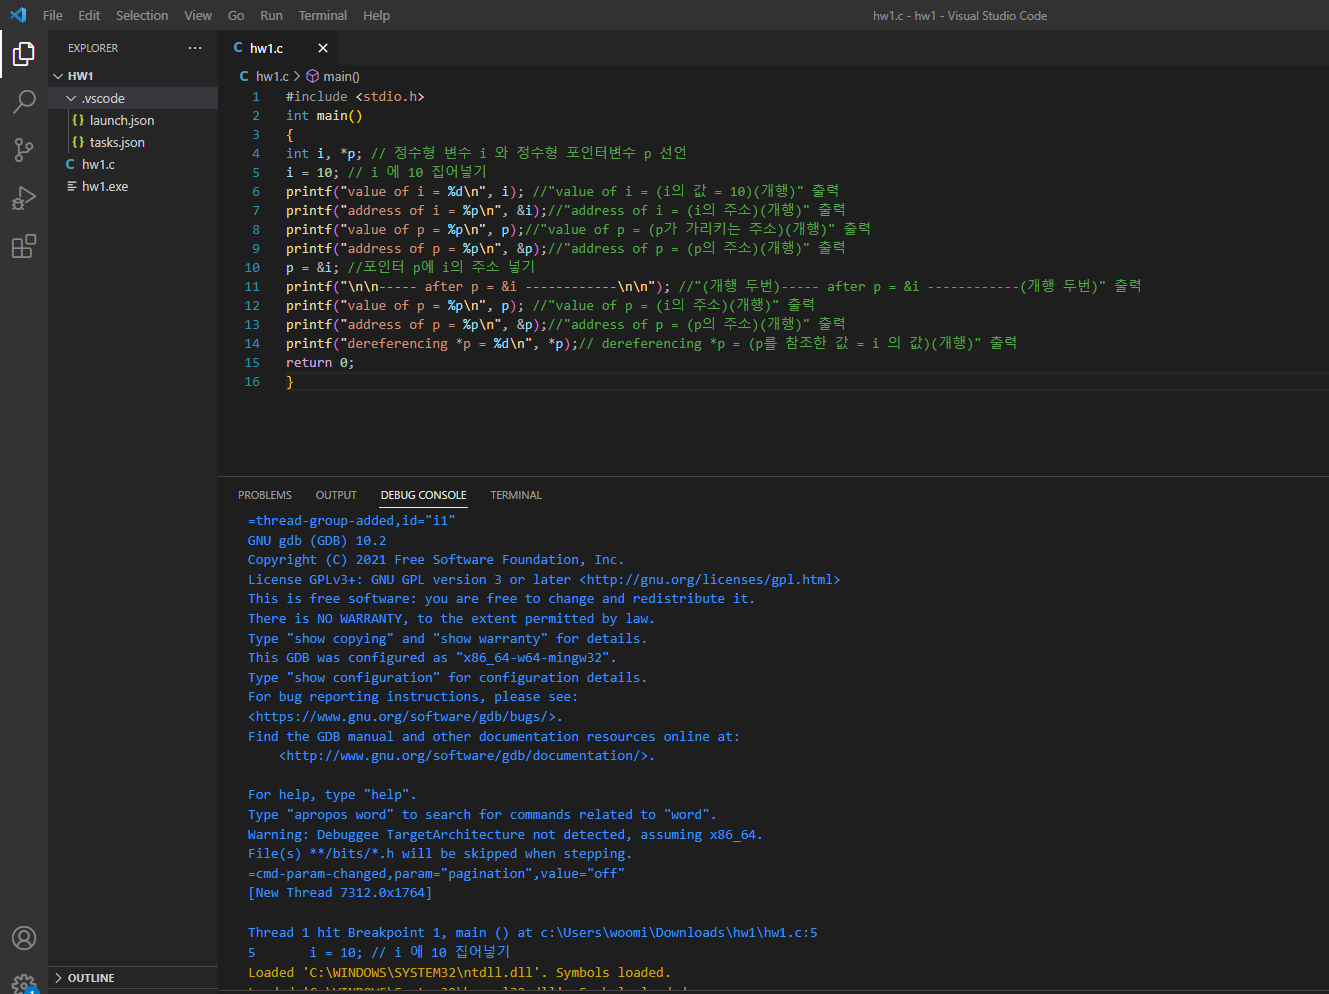 File Edit Selection View Go Run Terminal Help
hw1.c - hw1 - Visual Studio Code
EXPLORER
HW1
.vscode
{} launch.json
{} tasks.json
C hw1.c
hw1.exe
OUTLINE
1
C hw1.c
C hw1.c > main()
1 #include <stdio.h>
2 int main()
3 {
4 int i, *p; // 정수형 변수 i 와 정수형 포인터변수 p 선언
5 i = 10; // i 에 10 집어넣기
6 printf("value of i = %d\n", i); //"value of i = (i의 값 = 10)(개행)" 출력
7 printf("address of i = %p\n", &i);//"address of i = (i의 주소)(개행)" 출력
8 printf("value of p = %p\n", p);//"value of p = (p가 가리키는 주소)(개행)" 출력
9 printf("address of p = %p\n", &p);//"address of p = (p의 주소)(개행)" 출력
10 p = &i; //포인터 p에 i의 주소 넣기
11 printf("\n\n----- after p = &i ------------\n\n"); //"(개행 두번)----- after p = &i ------------(개행 두번)" 출력
12 printf("value of p = %p\n", p); //"value of p = (i의 주소)(개행)" 출력
13 printf("address of p = %p\n", &p);//"address of p = (p의 주소)(개행)" 출력
14 printf("dereferencing *p = %d\n", *p);// dereferencing *p = (p를 참조한 값 = i 의 값)(개행)" 출력
15 return 0;
16 }
PROBLEMS OUTPUT DEBUG CONSOLE TERMINAL
=thread-group-added,id="i1"
GNU gdb (GDB) 10.2
Copyright (C) 2021 Free Software Foundation, Inc.
License GPLv3+: GNU GPL version 3 or later <http://gnu.org/licenses/gpl.html>
This is free software: you are free to change and redistribute it.
There is NO WARRANTY, to the extent permitted by law.
Type "show copying" and "show warranty" for details.
This GDB was configured as "x86_64-w64-mingw32".
Type "show configuration" for configuration details.
For bug reporting instructions, please see:
<https://www.gnu.org/software/gdb/bugs/>.
Find the GDB manual and other documentation resources online at:
<http://www.gnu.org/software/gdb/documentation/>.
For help, type "help".
Type "apropos word" to search for commands related to "word".
Warning: Debuggee TargetArchitecture not detected, assuming x86_64.
File(s) **/bits/*.h will be skipped when stepping.
=cmd-param-changed,param="pagination",value="off"
[New Thread 7312.0x1764]
Thread 1 hit Breakpoint 1, main () at c:\Users\woomi\Downloads\hw1\hw1.c:5
5 i = 10; // i 에 10 집어넣기
Loaded 'C:\WINDOWS\SYSTEM32\ntdll.dll'. Symbols loaded.